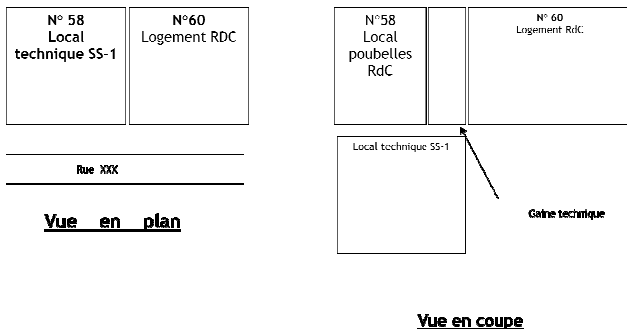 N° 58
Local
technique SS-1
N°60
Logement RDC
Rue XXX
Vue en plan
N°58
Local
poubelles
RdC
N° 60
Logement RdC
Local technique SS-1
Gaine technique
Vue en coupe